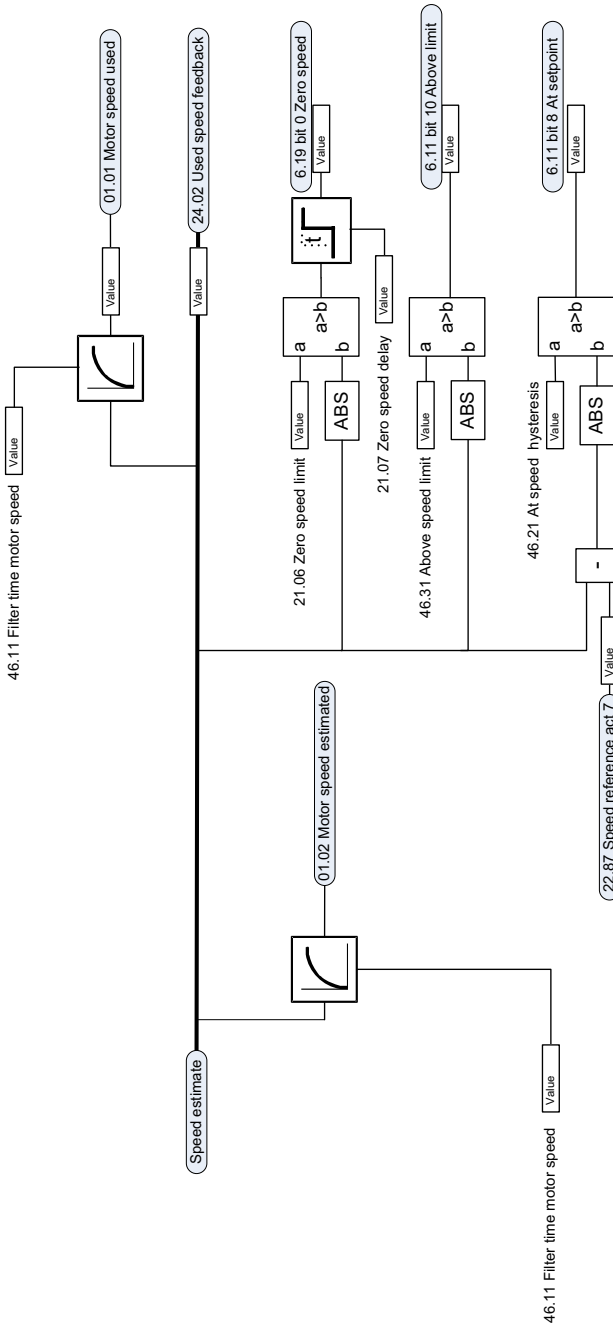 46.11 Filter time motor speed
Value
Value
01.01 Motor speed used
Speed estimate
Value
24.02 Used speed feedback
21.06 Zero speed limit
Value
a
a>b
b
ABS
t
6.19 bit 0 Zero speed
Value
01.02 Motor speed estimated
21.07 Zero speed delay
Value
46.31 Above speed limit
Value
a
a>b
b
ABS
6.11 bit 10 Above limit
Value
46.11 Filter time motor speed
Value
46.21 At speed hysteresis
Value
a
a>b
b
ABS
6.11 bit 8 At setpoint
Value
-
22.87 Speed reference act 7
Value